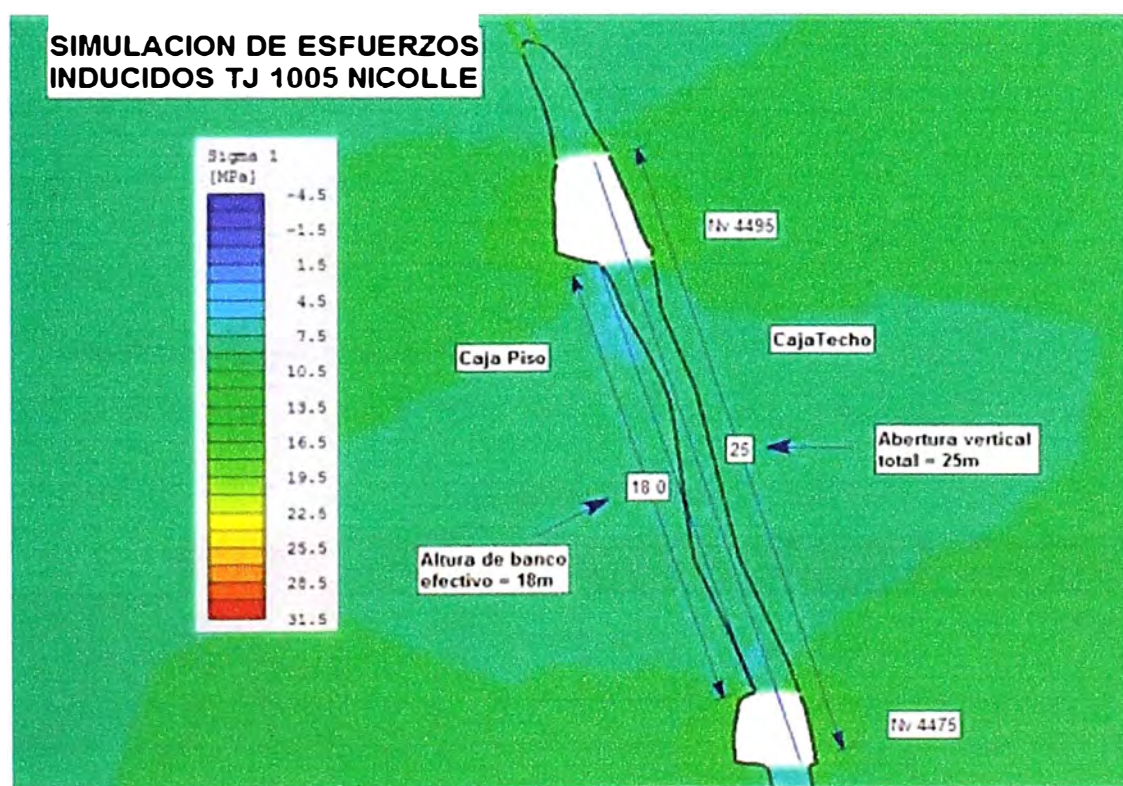 SIMULACION DE ESFUERZOS
INDUCIDOS TJ 1005 NICOLLE
Sigma 1
[MPa]
-4.5
-1.5
1.5
4.5
7.5
10.5
13.5
16.5
19.5
22.5
25.5
28.5
31.5
Nv 4495
Caja Piso
CajaTecho
25
Abertura vertical
total = 25m
18.0
Altura de banco
efectivo = 18m
Nv 4475